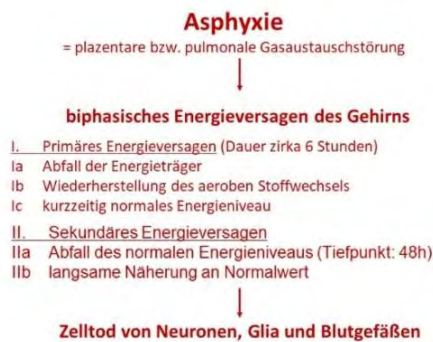 Asphyxie
= plazentare bzw. pulmonale Gasaustauschstörung
biphasisches Energieversagen des Gehirns
I. Primäres Energieversagen (Dauer zirka 6 Stunden)
Ia Abfall der Energieträger
Ib Wiederherstellung des aeroben Stoffwechsels
Ic kurzzeitig normales Energieniveau
II. Sekundäres Energieversagen
IIa Abfall des normalen Energieniveaus (Tiefpunkt: 48h)
IIb langsame Näherung an Normalwert
Zelltod von Neuronen, Glia und Blutgefäßen